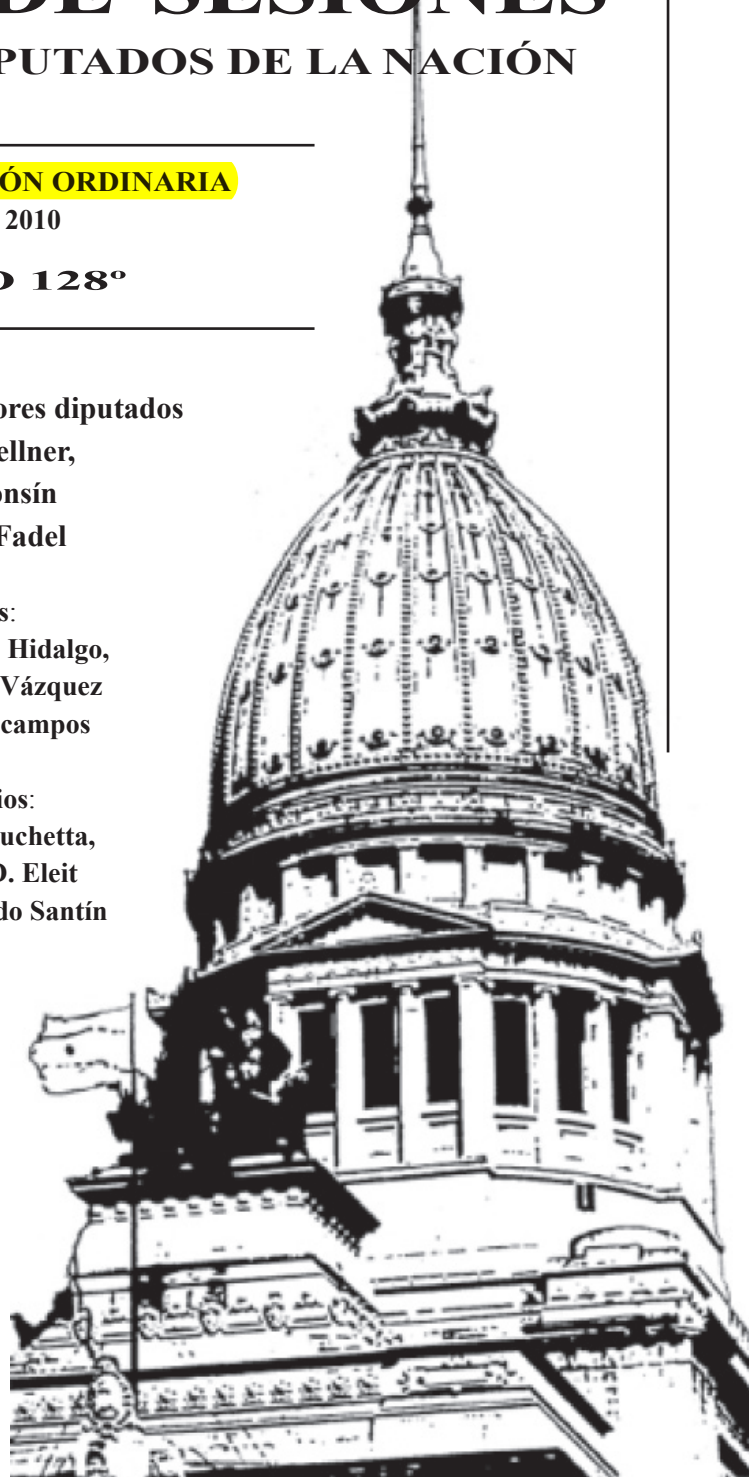 DE SESIONES
PUTADOS DE LA NACIÓN
ÓN ORDINARIA
2010
O 128º
ores diputados
ellner,
onsín
Fadel
s:
Hidalgo,
Vázquez
campos
ios:
uchetta,
D. Eleit
do Santín